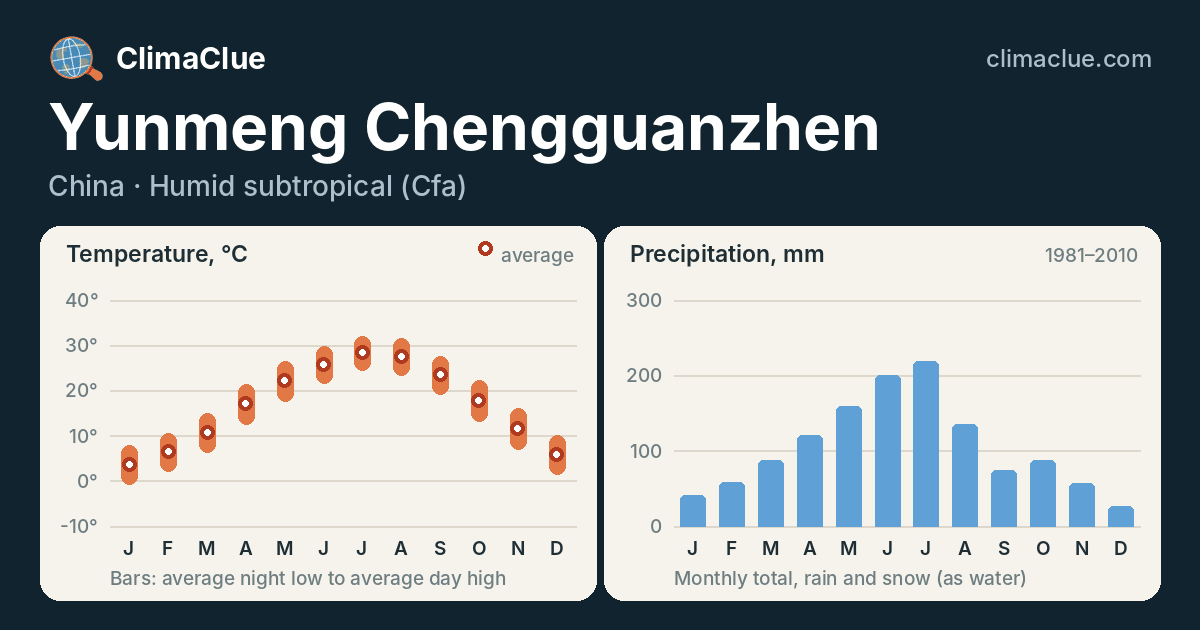 ClimaClue
climaclue.com
Yunmeng Chengguanzhen
China · Humid subtropical (Cfa)
Temperature, °C
average
40°
30°
20°
10°
0°
-10°
J F M A M J J A S O N D
Bars: average night low to average day high
Precipitation, mm
1981–2010
300
200
100
0
J F M A M J J A S O N D
Monthly total, rain and snow (as water)